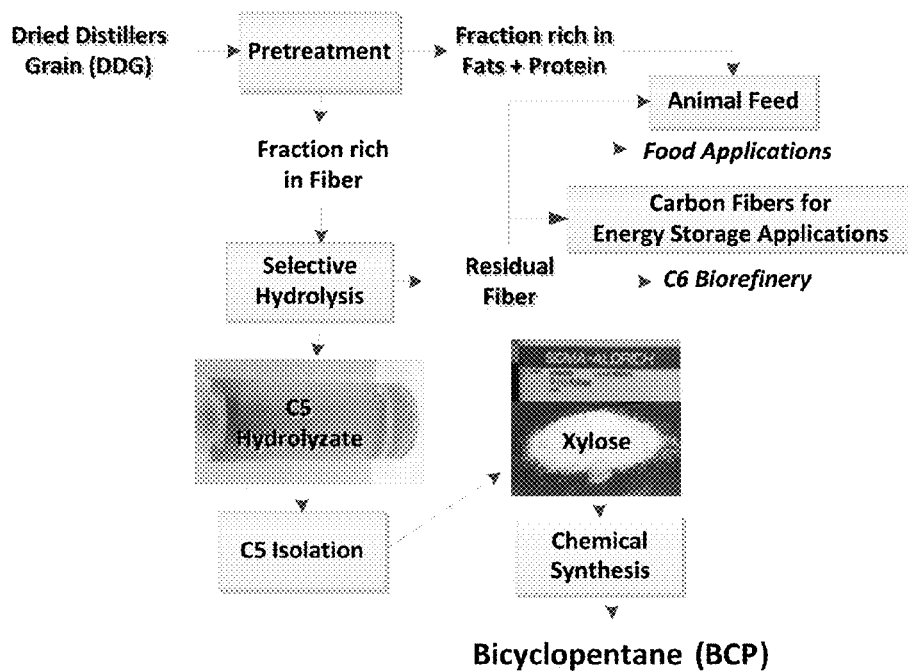 Dried Distillers
Grain (DDG)
Pretreatment
Fraction rich in
Fats + Protein
Animal Feed
Fraction rich
in Fiber
Food Applications
Carbon Fibers for
Energy Storage Applications
Selective
Hydrolysis
Residual
Fiber
C6 Biorefinery
C5
Hydrolyzate
Xylose
C5 Isolation
Chemical
Synthesis
Bicyclopentane (BCP)